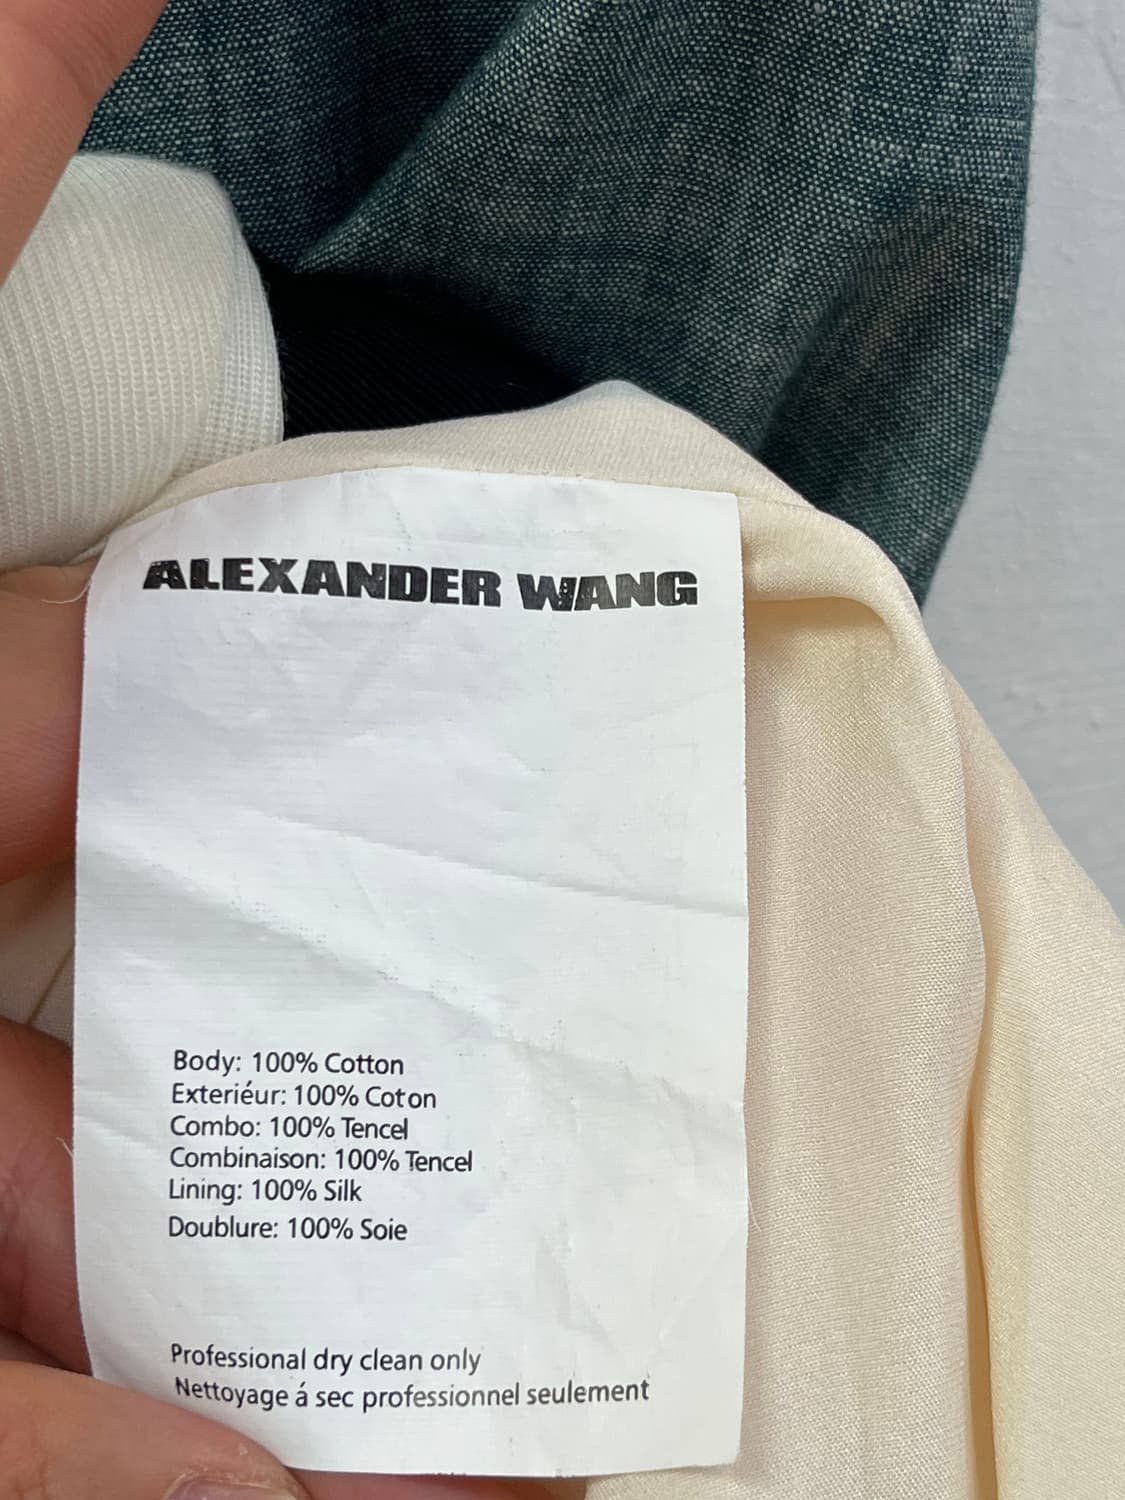 ALEXANDER WANG
Body: 100% Cotton
Exteriéur: 100% Coton
Combo: 100% Tencel
Combinaison: 100% Tencel
Lining: 100% Silk
Doublure: 100% Soie
Professional dry clean only
Nettoyage á sec professionnel seulement